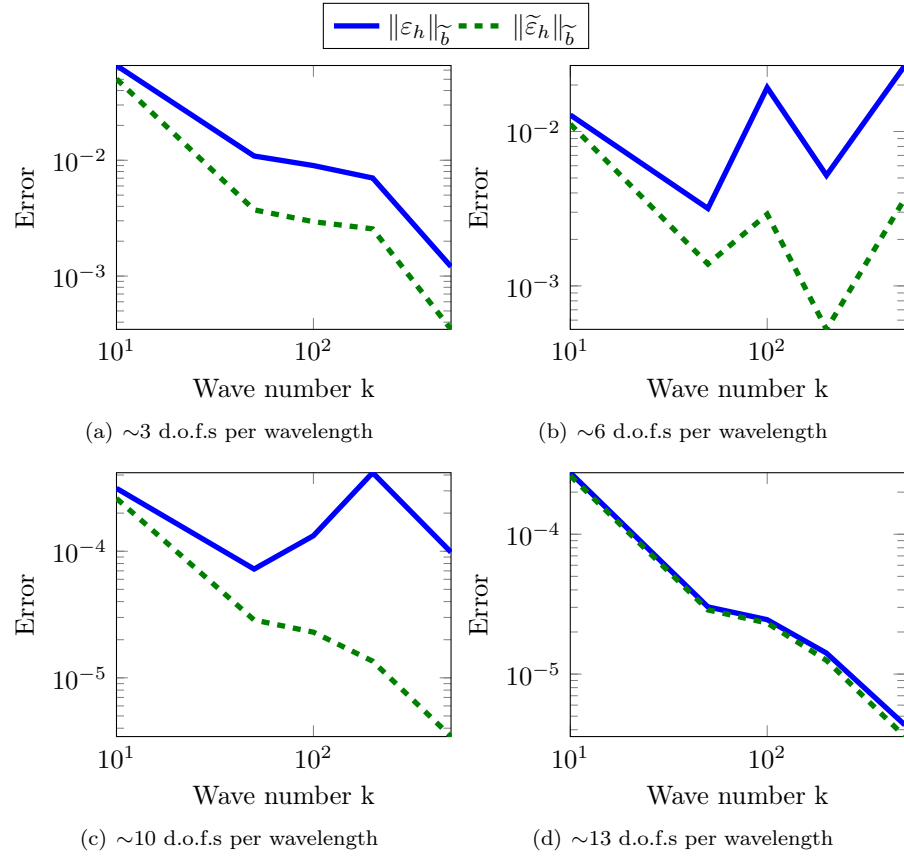 ‖ε_h‖_b̃ ‖ε̃_h‖_b̃
10^−2
10^−3
Error
10^1 10^2
Wave number k
(a) ∼3 d.o.f.s per wavelength
10^−2
10^−3
Error
10^1 10^2
Wave number k
(b) ∼6 d.o.f.s per wavelength
10^−4
10^−5
Error
10^1 10^2
Wave number k
(c) ∼10 d.o.f.s per wavelength
10^−4
10^−5
Error
10^1 10^2
Wave number k
(d) ∼13 d.o.f.s per wavelength